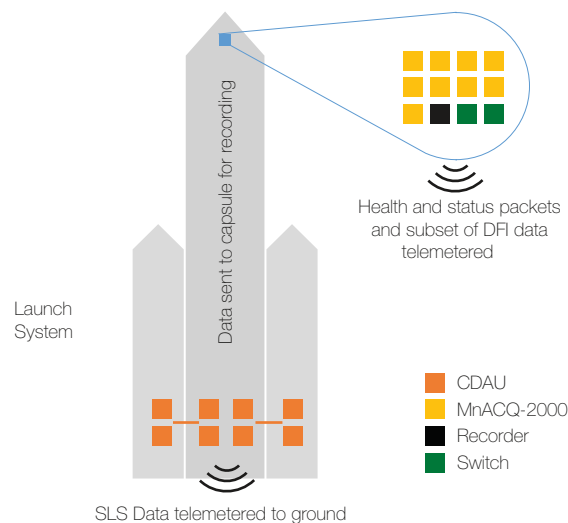 Data sent to capsule for recording
Health and status packets
and subset of DFI data
telemetered
Launch
System
CDAU
MnACQ-2000
Recorder
Switch
SLS Data telemetered to ground